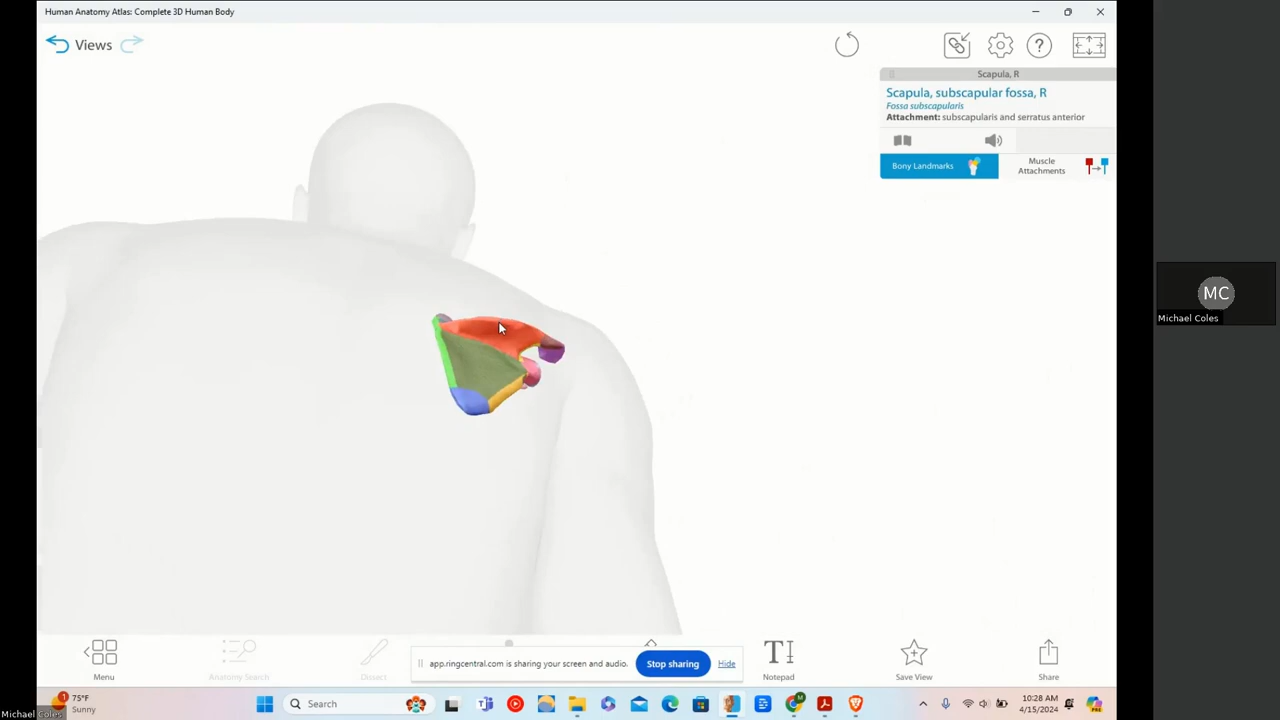 Human Anatomy Atlas: Complete 3D Human Body
Views
Scapula, R
Scapula, subscapular fossa, R
Fossa subscapularis
Attachment: subscapularis and serratus anterior
Bony Landmarks
Muscle
Attachments
MC
Michael Coles
Menu
Anatomy Search
Dissect
app.ringcentral.com is sharing your screen and audio.
Stop sharing
Hide
Notepad
Save View
Share
1
75°F
Sunny
Search
10:28 AM
4/15/2024
Michael Coles